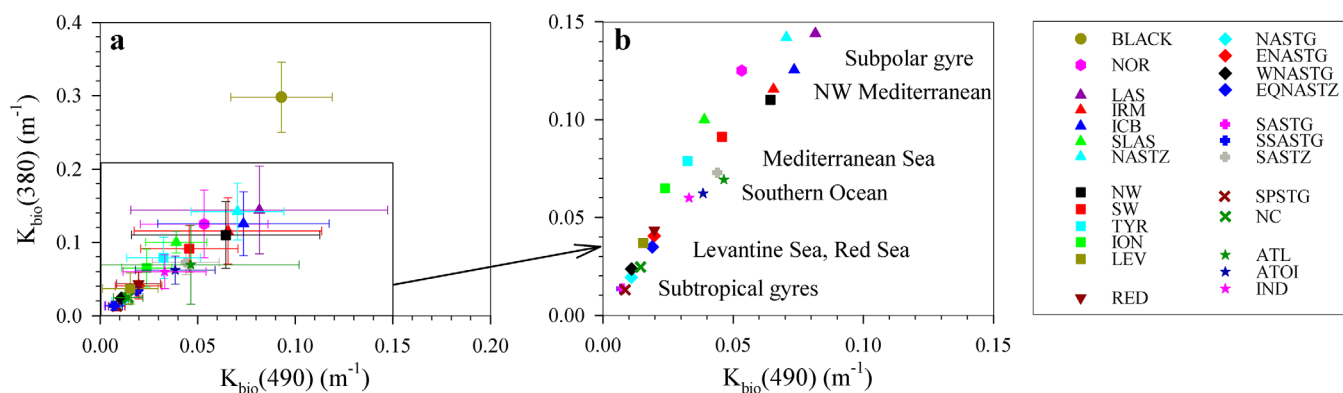 a
0.4
0.3
0.2
0.1
0.0
K_bio(380) (m⁻¹)
0.00
0.05
0.10
0.15
0.20
K_bio(490) (m⁻¹)
b
0.15
0.10
0.05
0.00
0.00
0.05
0.10
0.15
K_bio(490) (m⁻¹)
Subpolar gyre
NW Mediterranean
Mediterranean Sea
Southern Ocean
Levantine Sea, Red Sea
Subtropical gyres
BLACK
NOR
LAS
IRM
ICB
SLAS
NASTZ
NW
SW
TYR
ION
LEV
RED
NASTG
ENASTG
WNASTG
EQNASTZ
SASTG
SSASTG
SASTZ
SPSTG
NC
ATL
ATOI
IND